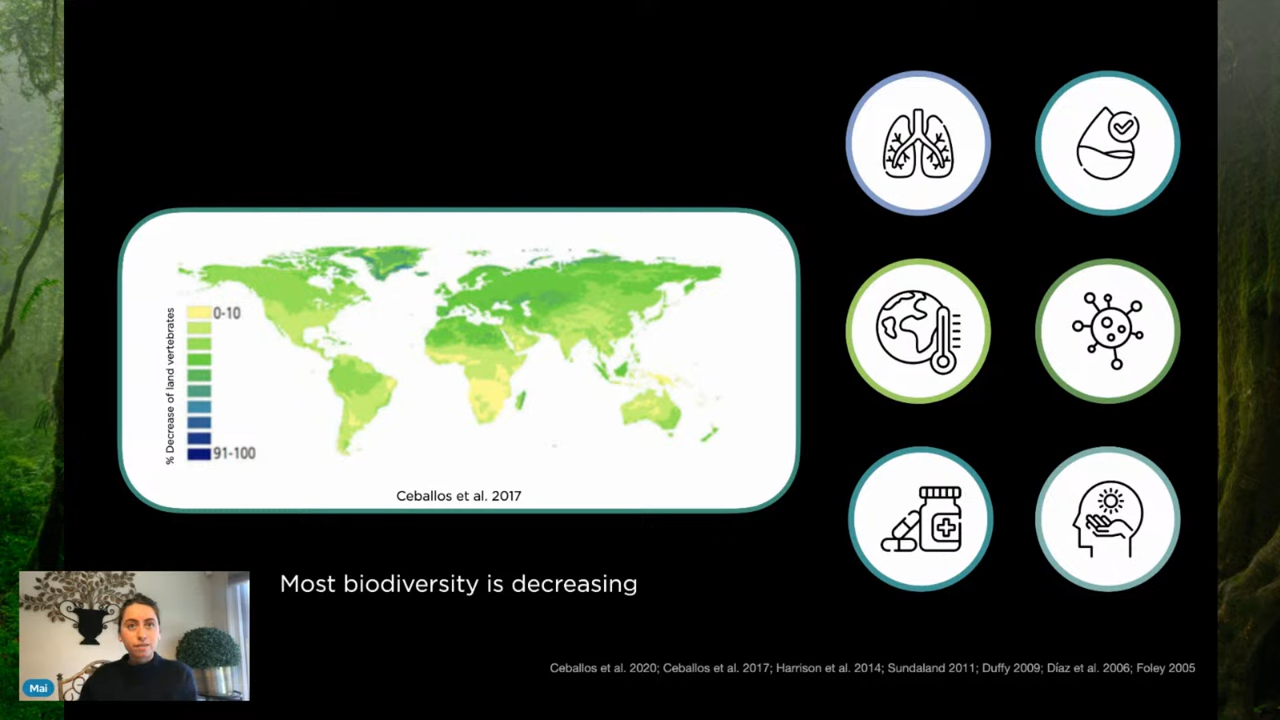 % Decrease of land vertebrates
0-10
91-100
Ceballos et al. 2017
Most biodiversity is decreasing
Mai
Ceballos et al. 2020; Ceballos et al. 2017; Harrison et al. 2014; Sundaland 2011; Duffy 2009; Díaz et al. 2006; Foley 2005